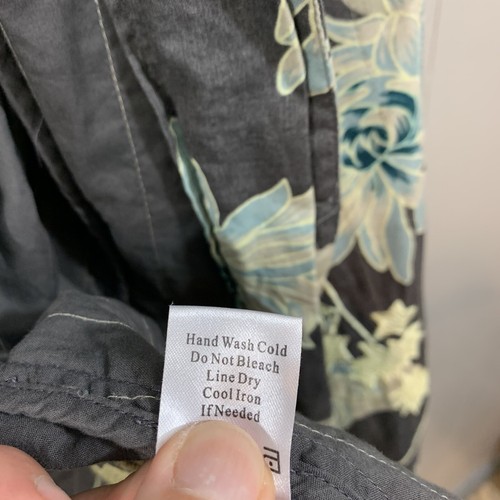 Hand Wash Cold
Do Not Bleach
Line Dry
Cool Iron
If Needed